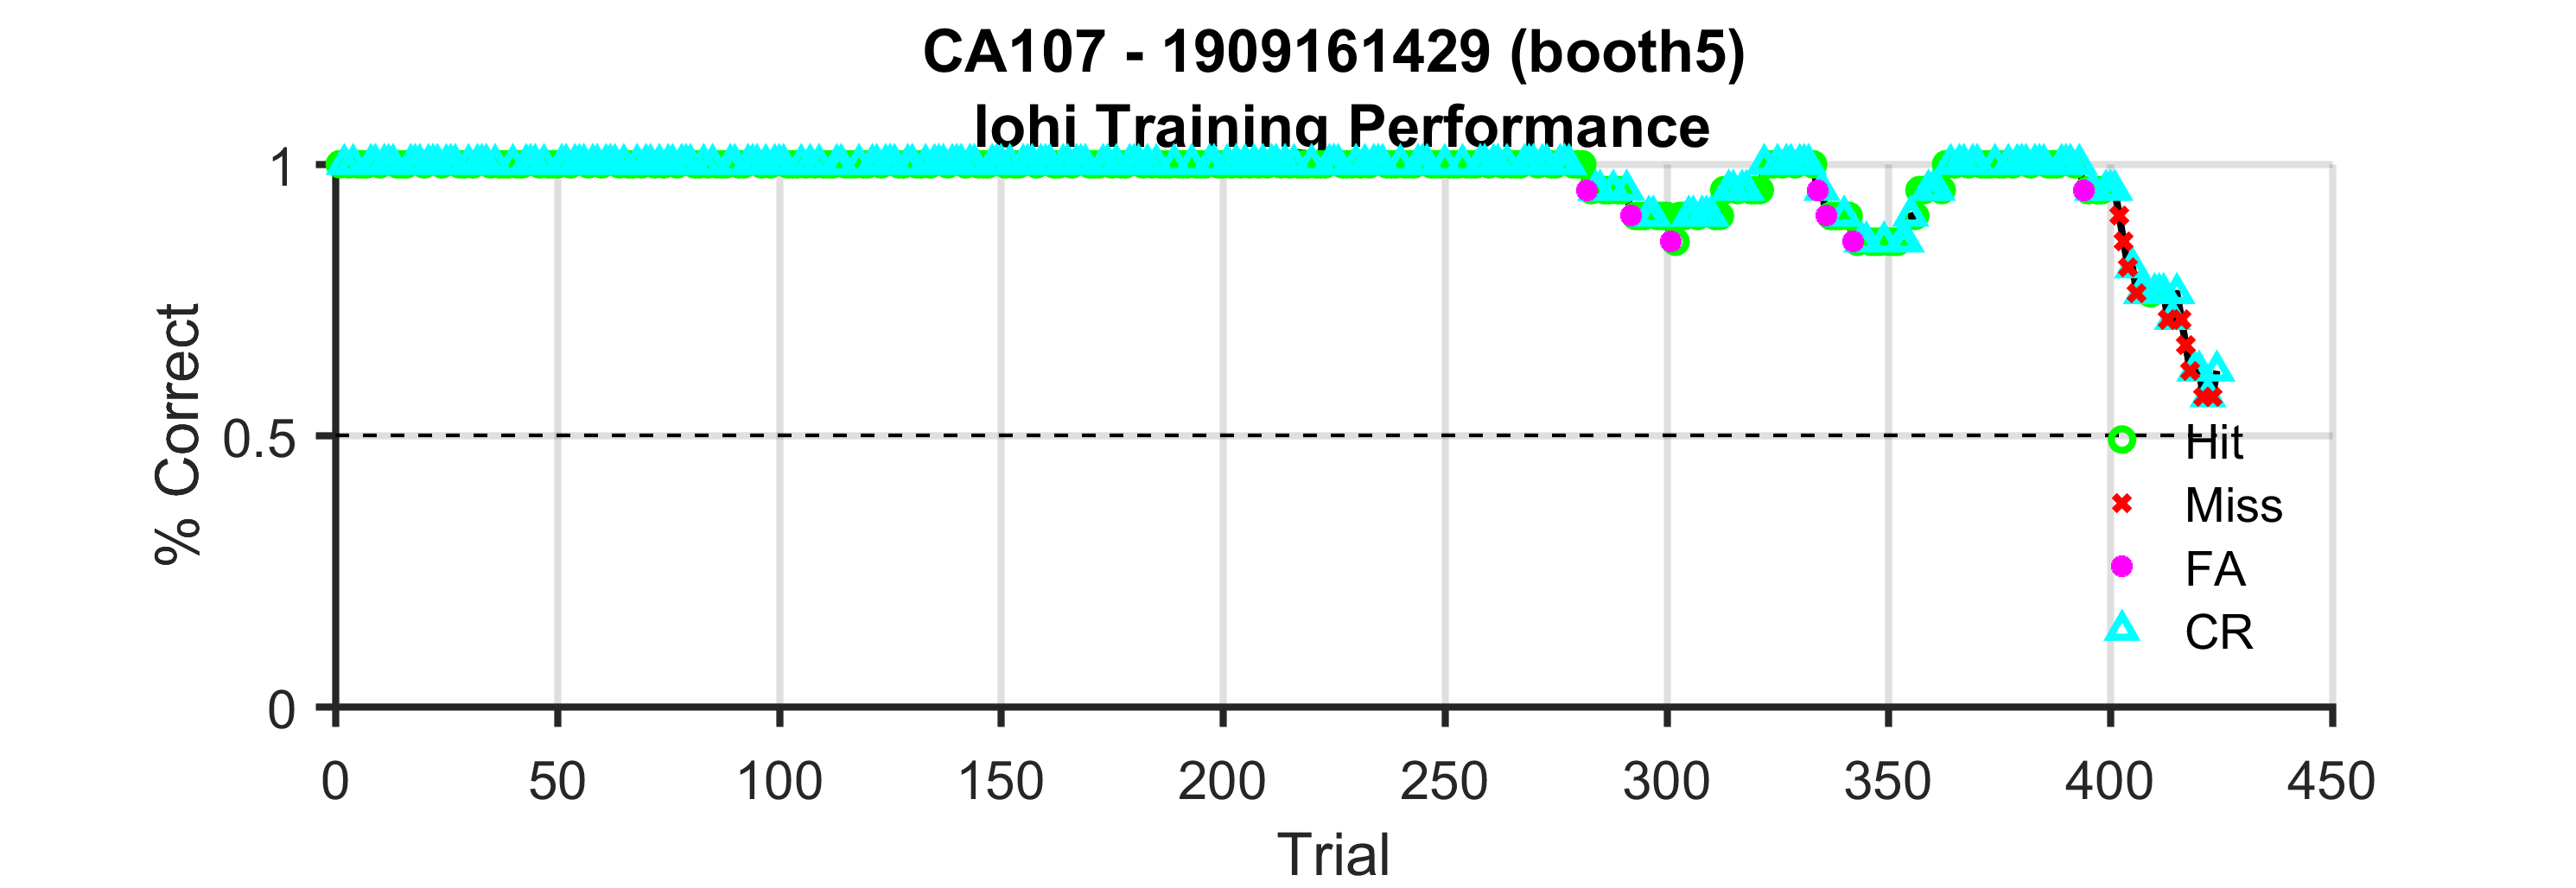 CA107 - 1909161429 (booth5)
lohi Training Performance
% Correct
1
0.5
0
Hit
Miss
FA
CR
0 50 100 150 200 250 300 350 400 450
Trial